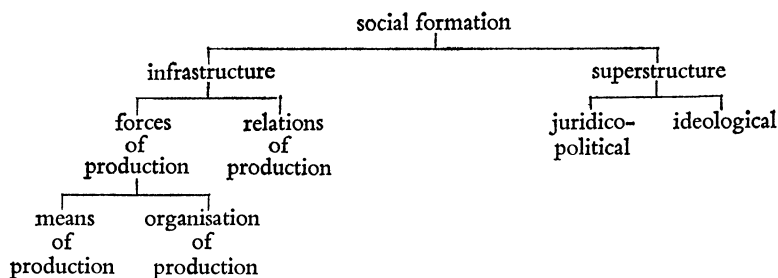 social formation
infrastructure
superstructure
forces
of
production
relations
of
production
juridico-
political
ideological
means
of
production
organisation
of
production